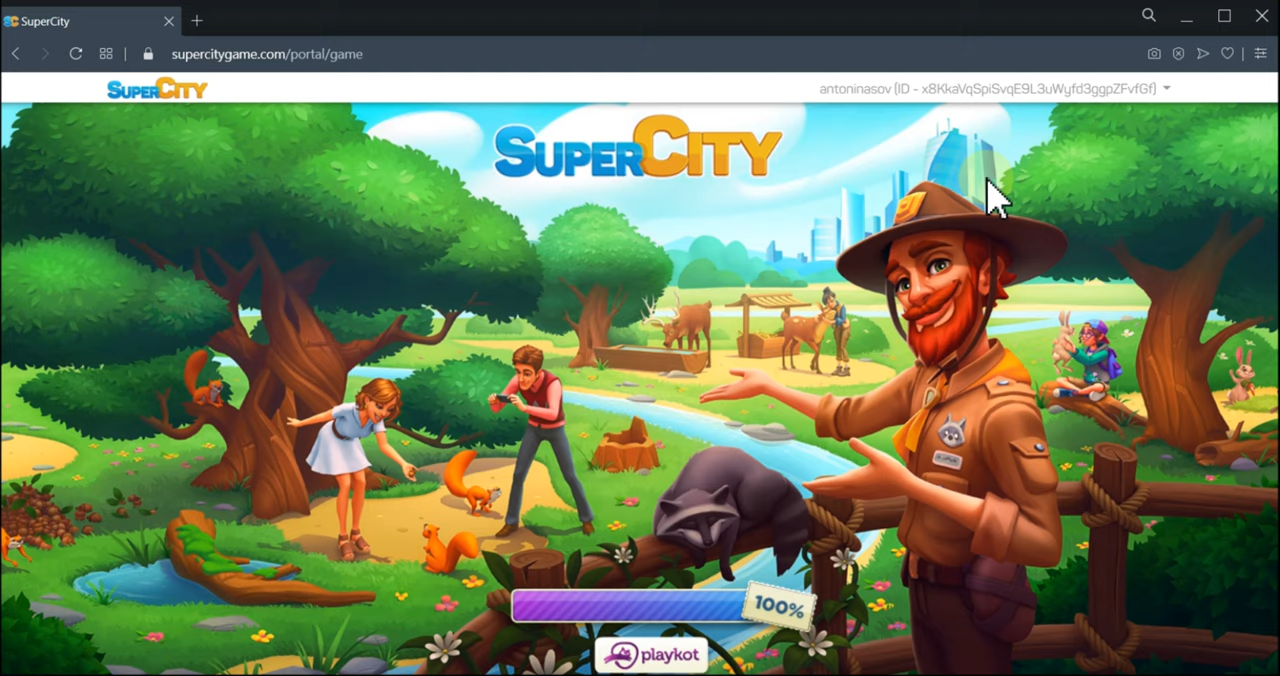 SuperCity
supercitygame.com/portal/game
SUPERCITY
antoninasov (ID - x8KkaVqSpiSvqE9L3uWyfd3ggpZFvfGf)
SUPERCITY
100%
playkot